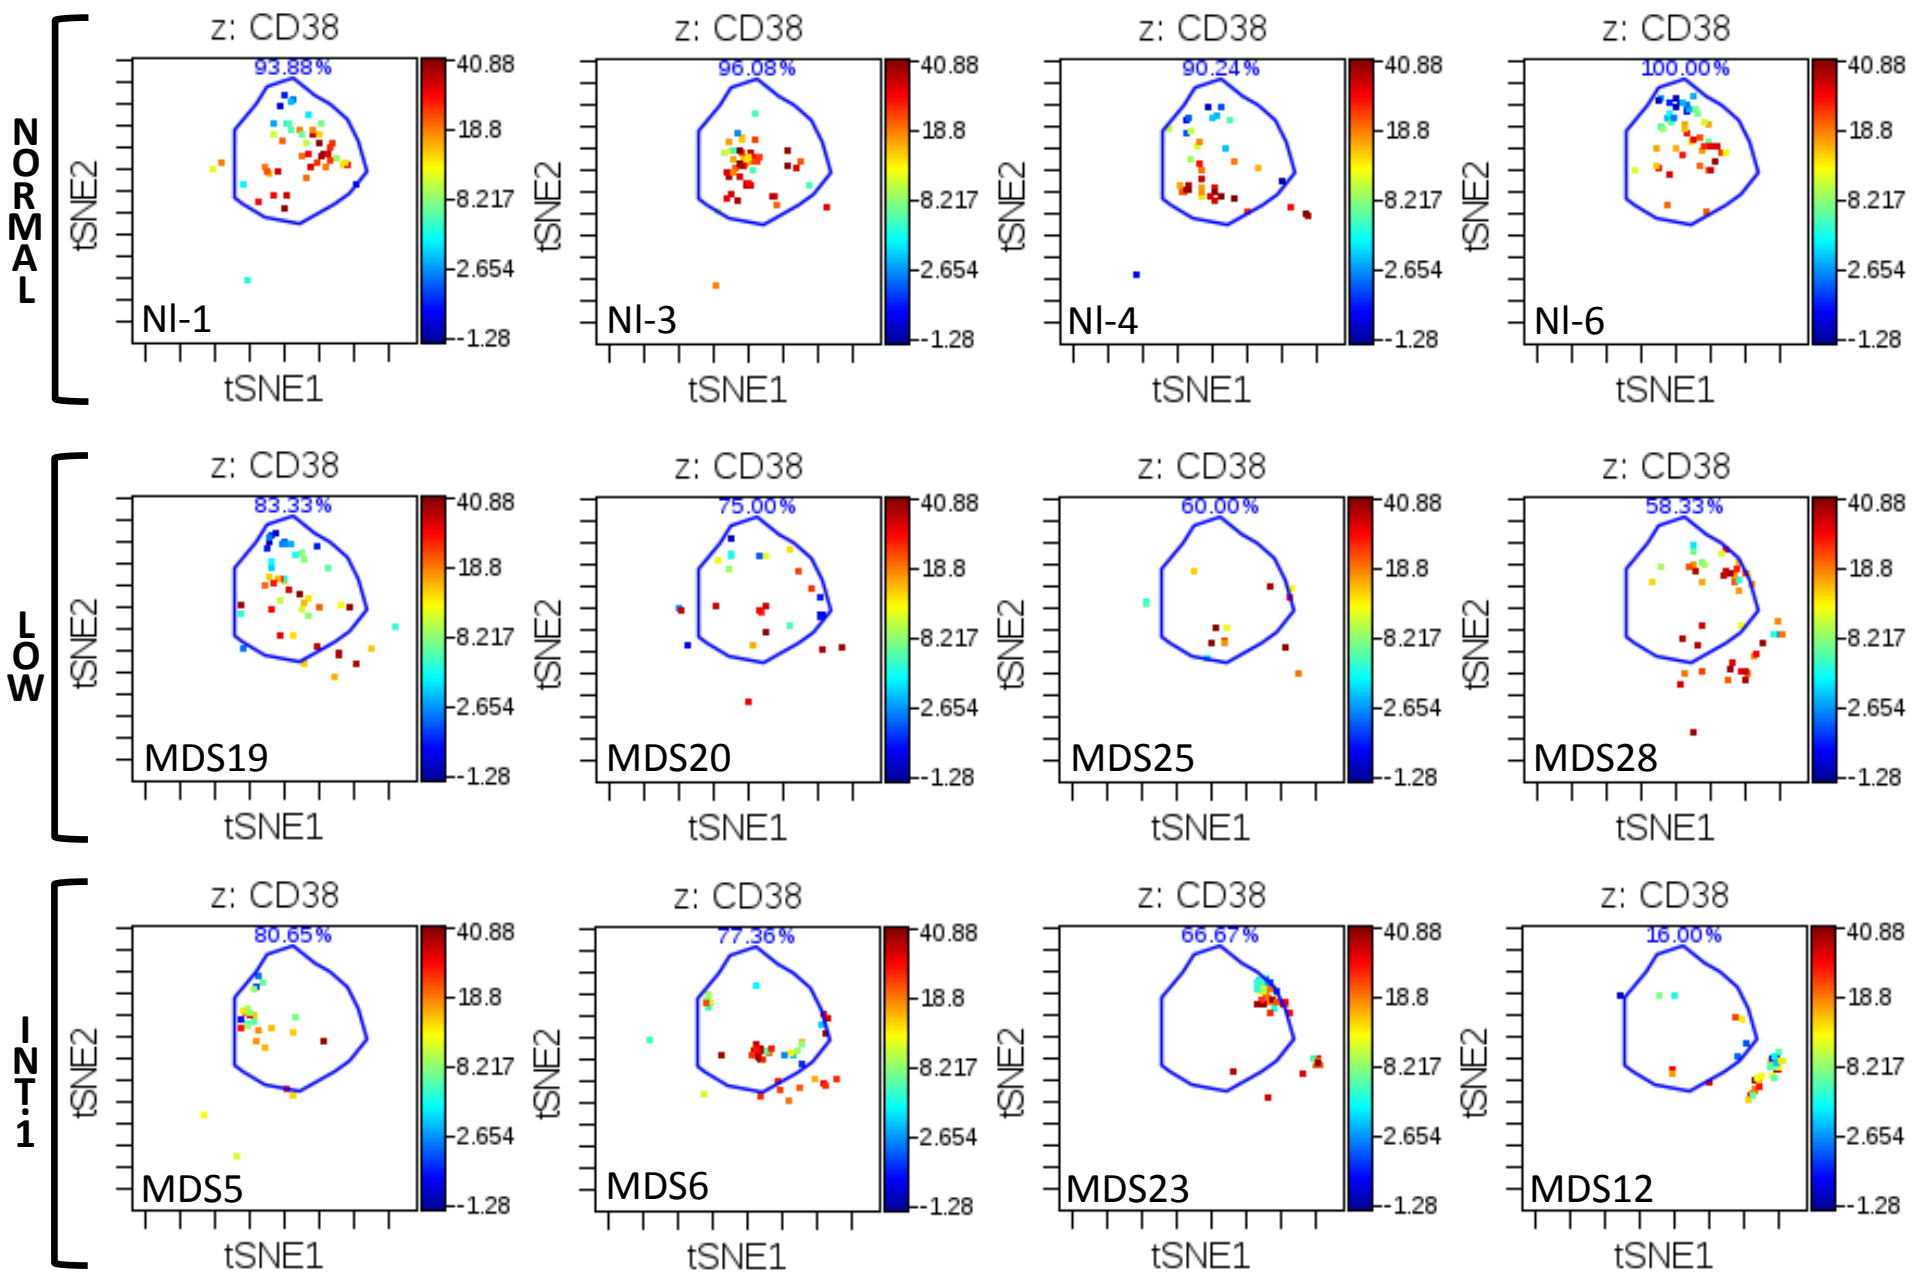 NORMAL
z: CD38
93.88%
40.88
18.8
8.217
2.654
-1.28
tSNE2
Nl-1
tSNE1
z: CD38
96.08%
40.88
18.8
8.217
2.654
-1.28
tSNE2
Nl-3
tSNE1
z: CD38
90.24%
40.88
18.8
8.217
2.654
-1.28
tSNE2
Nl-4
tSNE1
z: CD38
100.00%
40.88
18.8
8.217
2.654
-1.28
tSNE2
Nl-6
tSNE1
LOW
z: CD38
83.33%
40.88
18.8
8.217
2.654
-1.28
tSNE2
MDS19
tSNE1
z: CD38
75.00%
40.88
18.8
8.217
2.654
-1.28
tSNE2
MDS20
tSNE1
z: CD38
60.00%
40.88
18.8
8.217
2.654
-1.28
tSNE2
MDS25
tSNE1
z: CD38
58.33%
40.88
18.8
8.217
2.654
-1.28
tSNE2
MDS28
tSNE1
INT-1
z: CD38
80.65%
40.88
18.8
8.217
2.654
-1.28
tSNE2
MDS5
tSNE1
z: CD38
77.36%
40.88
18.8
8.217
2.654
-1.28
tSNE2
MDS6
tSNE1
z: CD38
66.67%
40.88
18.8
8.217
2.654
-1.28
tSNE2
MDS23
tSNE1
z: CD38
16.00%
40.88
18.8
8.217
2.654
-1.28
tSNE2
MDS12
tSNE1